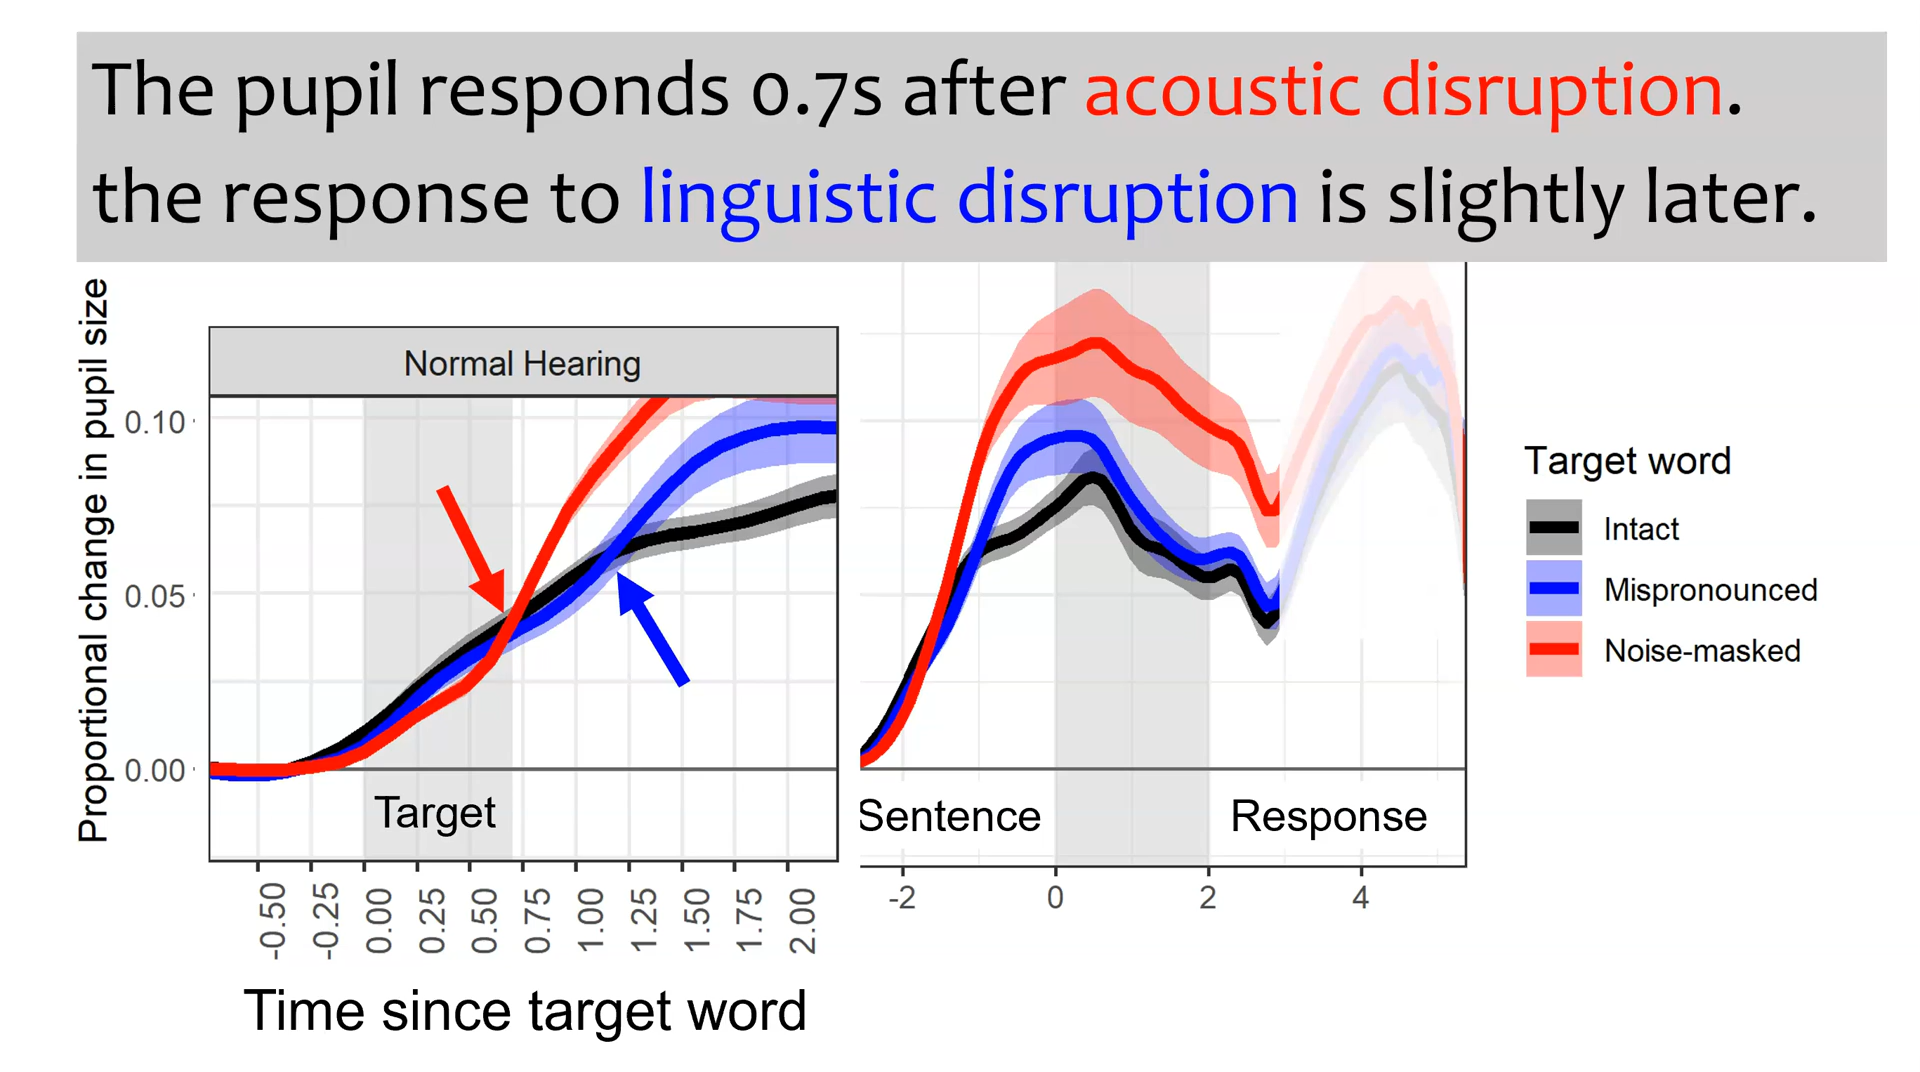 The pupil responds 0.7s after acoustic disruption.
the response to linguistic disruption is slightly later.
Proportional change in pupil size
Normal Hearing
0.10
0.05
0.00
Target
-0.50 -0.25 0.00 0.25 0.50 0.75 1.00 1.25 1.50 1.75 2.00
Time since target word
Sentence Response
-2 0 2 4
Target word
Intact
Mispronounced
Noise-masked